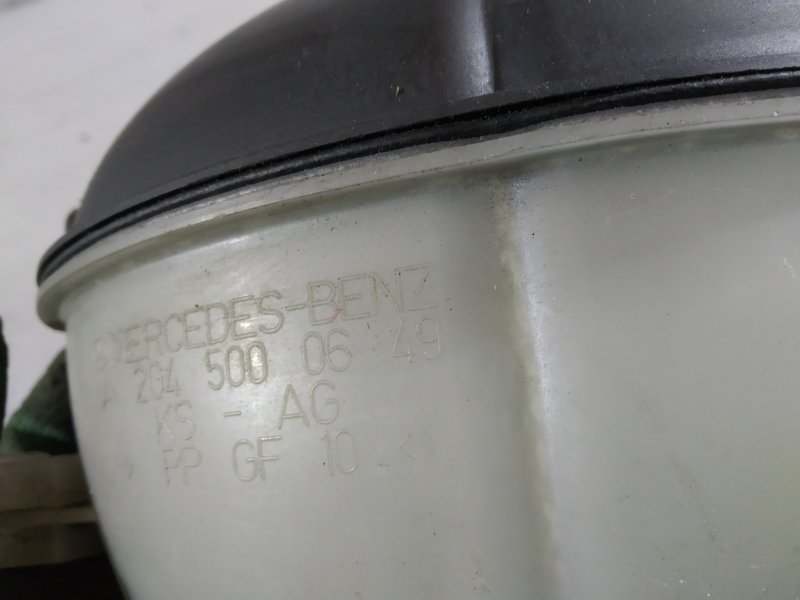 MERCEDES-BENZ
A 204 500 06 49
KS - AG
PP GF 10 <